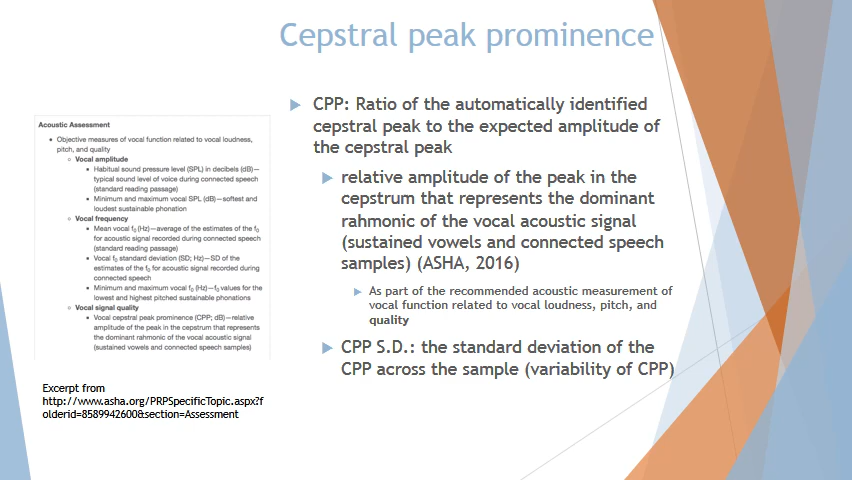 Cepstral peak prominence
CPP: Ratio of the automatically identified
cepstral peak to the expected amplitude of
the cepstral peak
relative amplitude of the peak in the
cepstrum that represents the dominant
rahmonic of the vocal acoustic signal
(sustained vowels and connected speech
samples) (ASHA, 2016)
As part of the recommended acoustic measurement of
vocal function related to vocal loudness, pitch, and
quality
CPP S.D.: the standard deviation of the
CPP across the sample (variability of CPP)
Acoustic Assessment
Objective measures of vocal function related to vocal loudness,
pitch, and quality
Vocal amplitude
Habitual sound pressure level (SPL) in decibels (dB)—
typical sound level of voice during connected speech
(standard reading passage)
Minimum and maximum vocal SPL (dB)—softest and
loudest sustainable phonation
Vocal frequency
Mean vocal f0 (Hz)—average of the estimates of the f0
for acoustic signal recorded during connected speech
(standard reading passage)
Vocal f0 standard deviation (SD; Hz)—SD of the
estimates of the f0 for acoustic signal recorded during
connected speech
Minimum and maximum vocal f0 (Hz)—f0 values for the
lowest and highest pitched sustainable phonations
Vocal signal quality
Vocal cepstral peak prominence (CPP; dB)—relative
amplitude of the peak in the cepstrum that represents
the dominant rahmonic of the vocal acoustic signal
(sustained vowels and connected speech samples)
Excerpt from
http://www.asha.org/PRPSpecificTopic.aspx?f
olderid=8589942600&section=Assessment